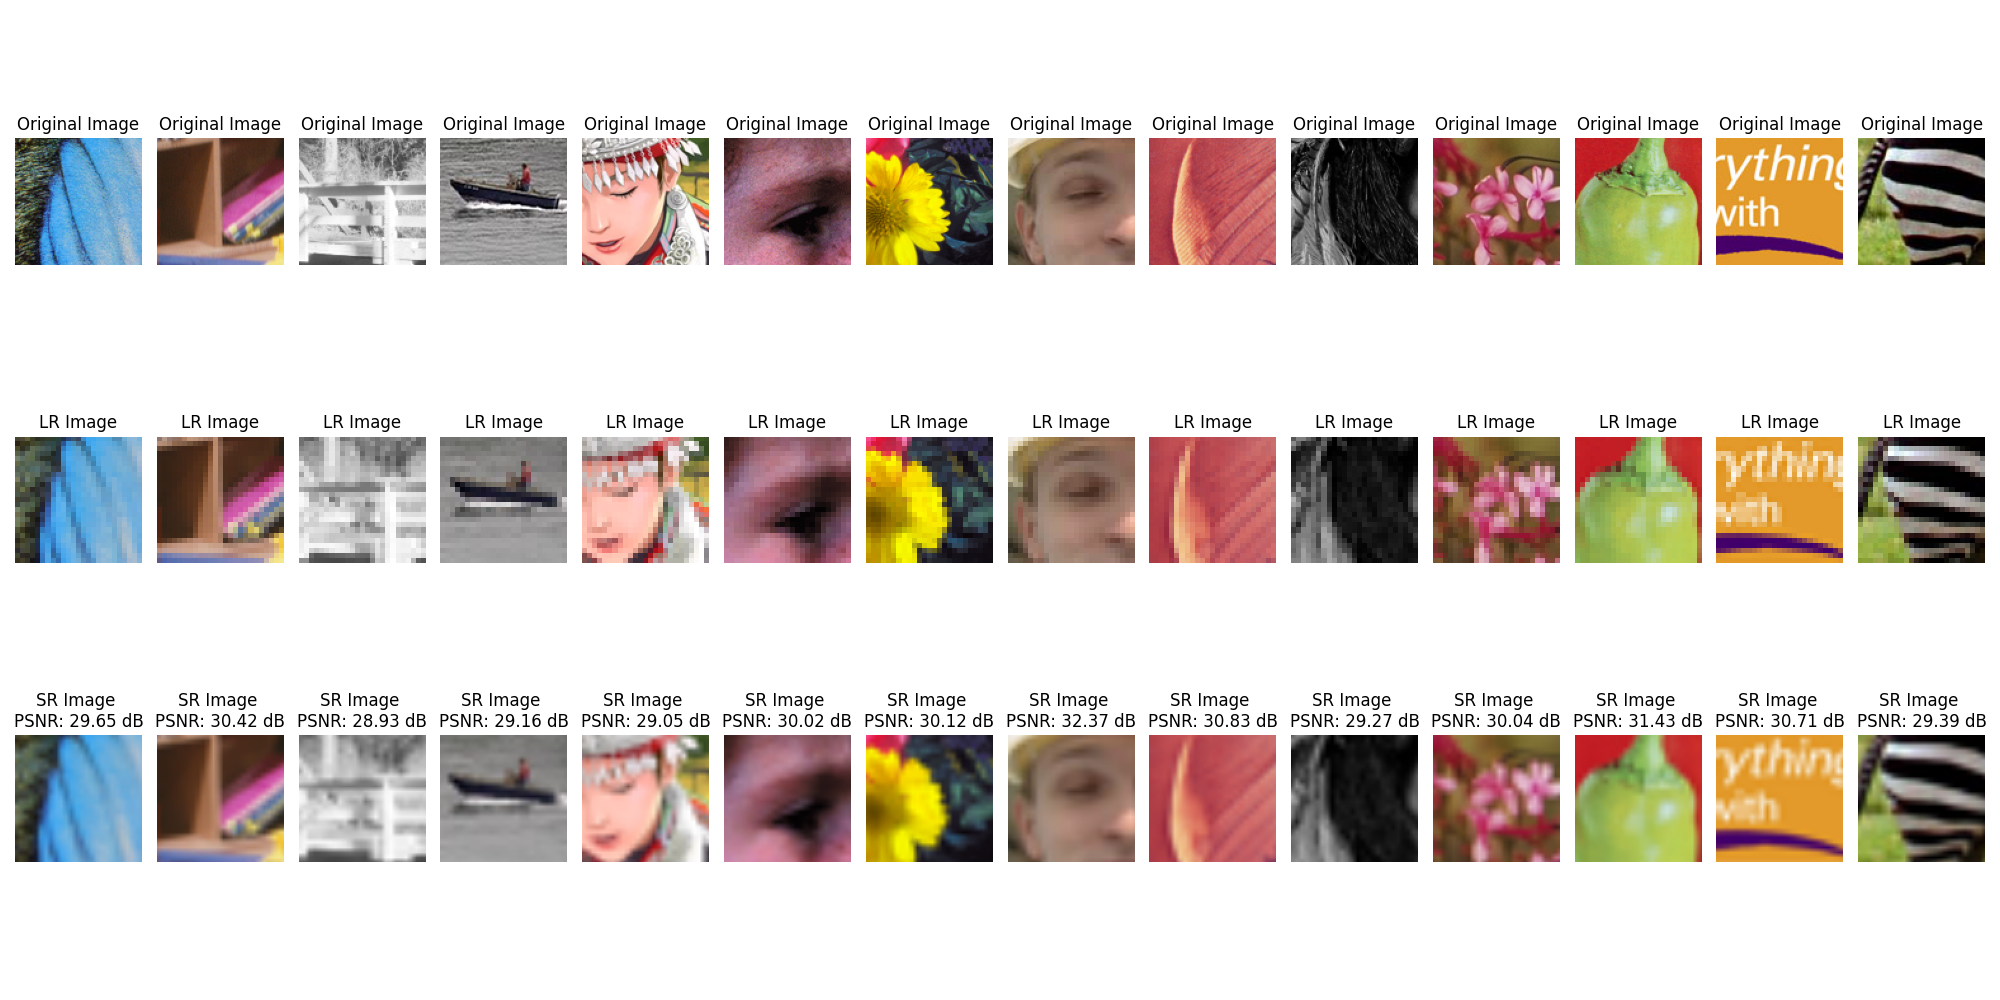 Original Image Original Image Original Image Original Image Original Image Original Image Original Image Original Image Original Image Original Image Original Image Original Image Original Image Original Image
rything
with
LR Image LR Image LR Image LR Image LR Image LR Image LR Image LR Image LR Image LR Image LR Image LR Image LR Image LR Image
ything
with
SR Image SR Image SR Image SR Image SR Image SR Image SR Image SR Image SR Image SR Image SR Image SR Image SR Image SR Image
PSNR: 29.65 dB PSNR: 30.42 dB PSNR: 28.93 dB PSNR: 29.16 dB PSNR: 29.05 dB PSNR: 30.02 dB PSNR: 30.12 dB PSNR: 32.37 dB PSNR: 30.83 dB PSNR: 29.27 dB PSNR: 30.04 dB PSNR: 31.43 dB PSNR: 30.71 dB PSNR: 29.39 dB
ything
with